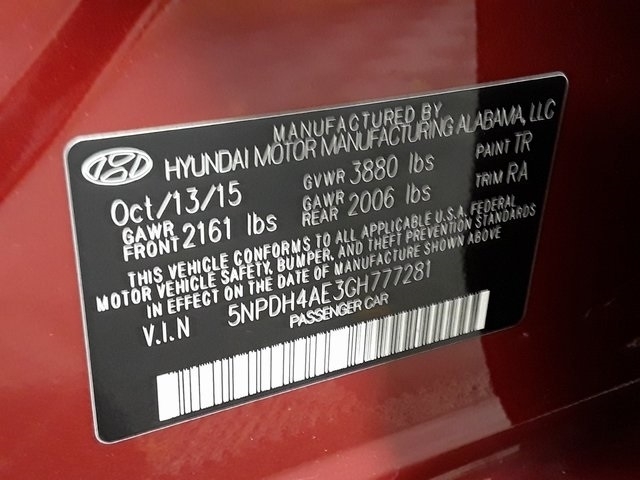 MANUFACTURED BY
HYUNDAI MOTOR MANUFACTURING ALABAMA, LLC
Oct/13/15 GVWR 3880 lbs PAINT TR
GAWR FRONT 2161 lbs GAWR REAR 2006 lbs TRIM RA
THIS VEHICLE CONFORMS TO ALL APPLICABLE U.S.A. FEDERAL
MOTOR VEHICLE SAFETY, BUMPER, AND THEFT PREVENTION STANDARDS
IN EFFECT ON THE DATE OF MANUFACTURE SHOWN ABOVE
V.I.N 5NPDH4AE3GH777281
PASSENGER CAR